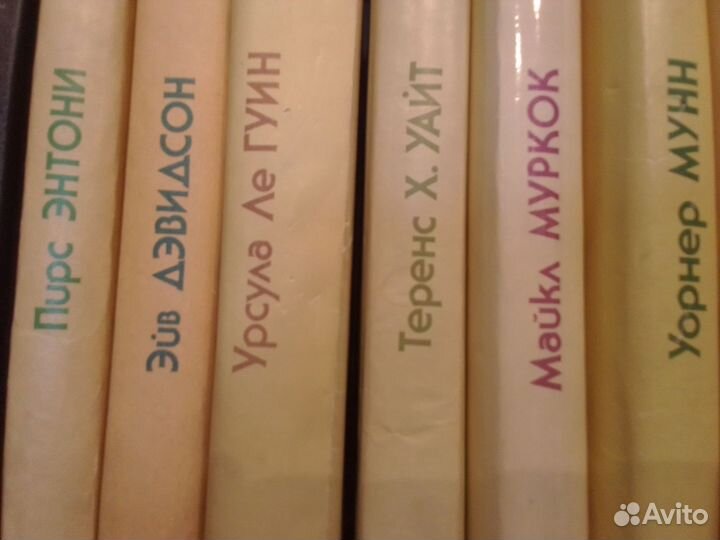 Пирс ЭНТОНИ
Эйв ДЭВИДСОН
Урсула Ле ГУИН
Теренс Х. УАЙТ
Майкл МУРКОК
Уорнер МУНН
Avito